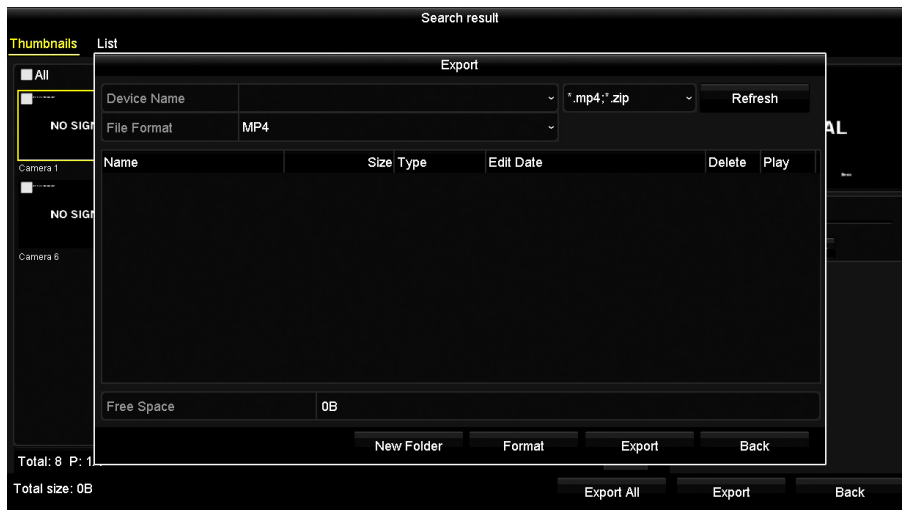 Search result
Thumbnails List
Export
All
Device Name *.mp4;*.zip Refresh
NO SIGN
File Format MP4
AL
Name Size Type Edit Date Delete Play
Camera 1
NO SIGN
Camera 6
Free Space 0B
New Folder Format Export Back
Total: 8 P: 1
Total size: 0B
Export All Export Back